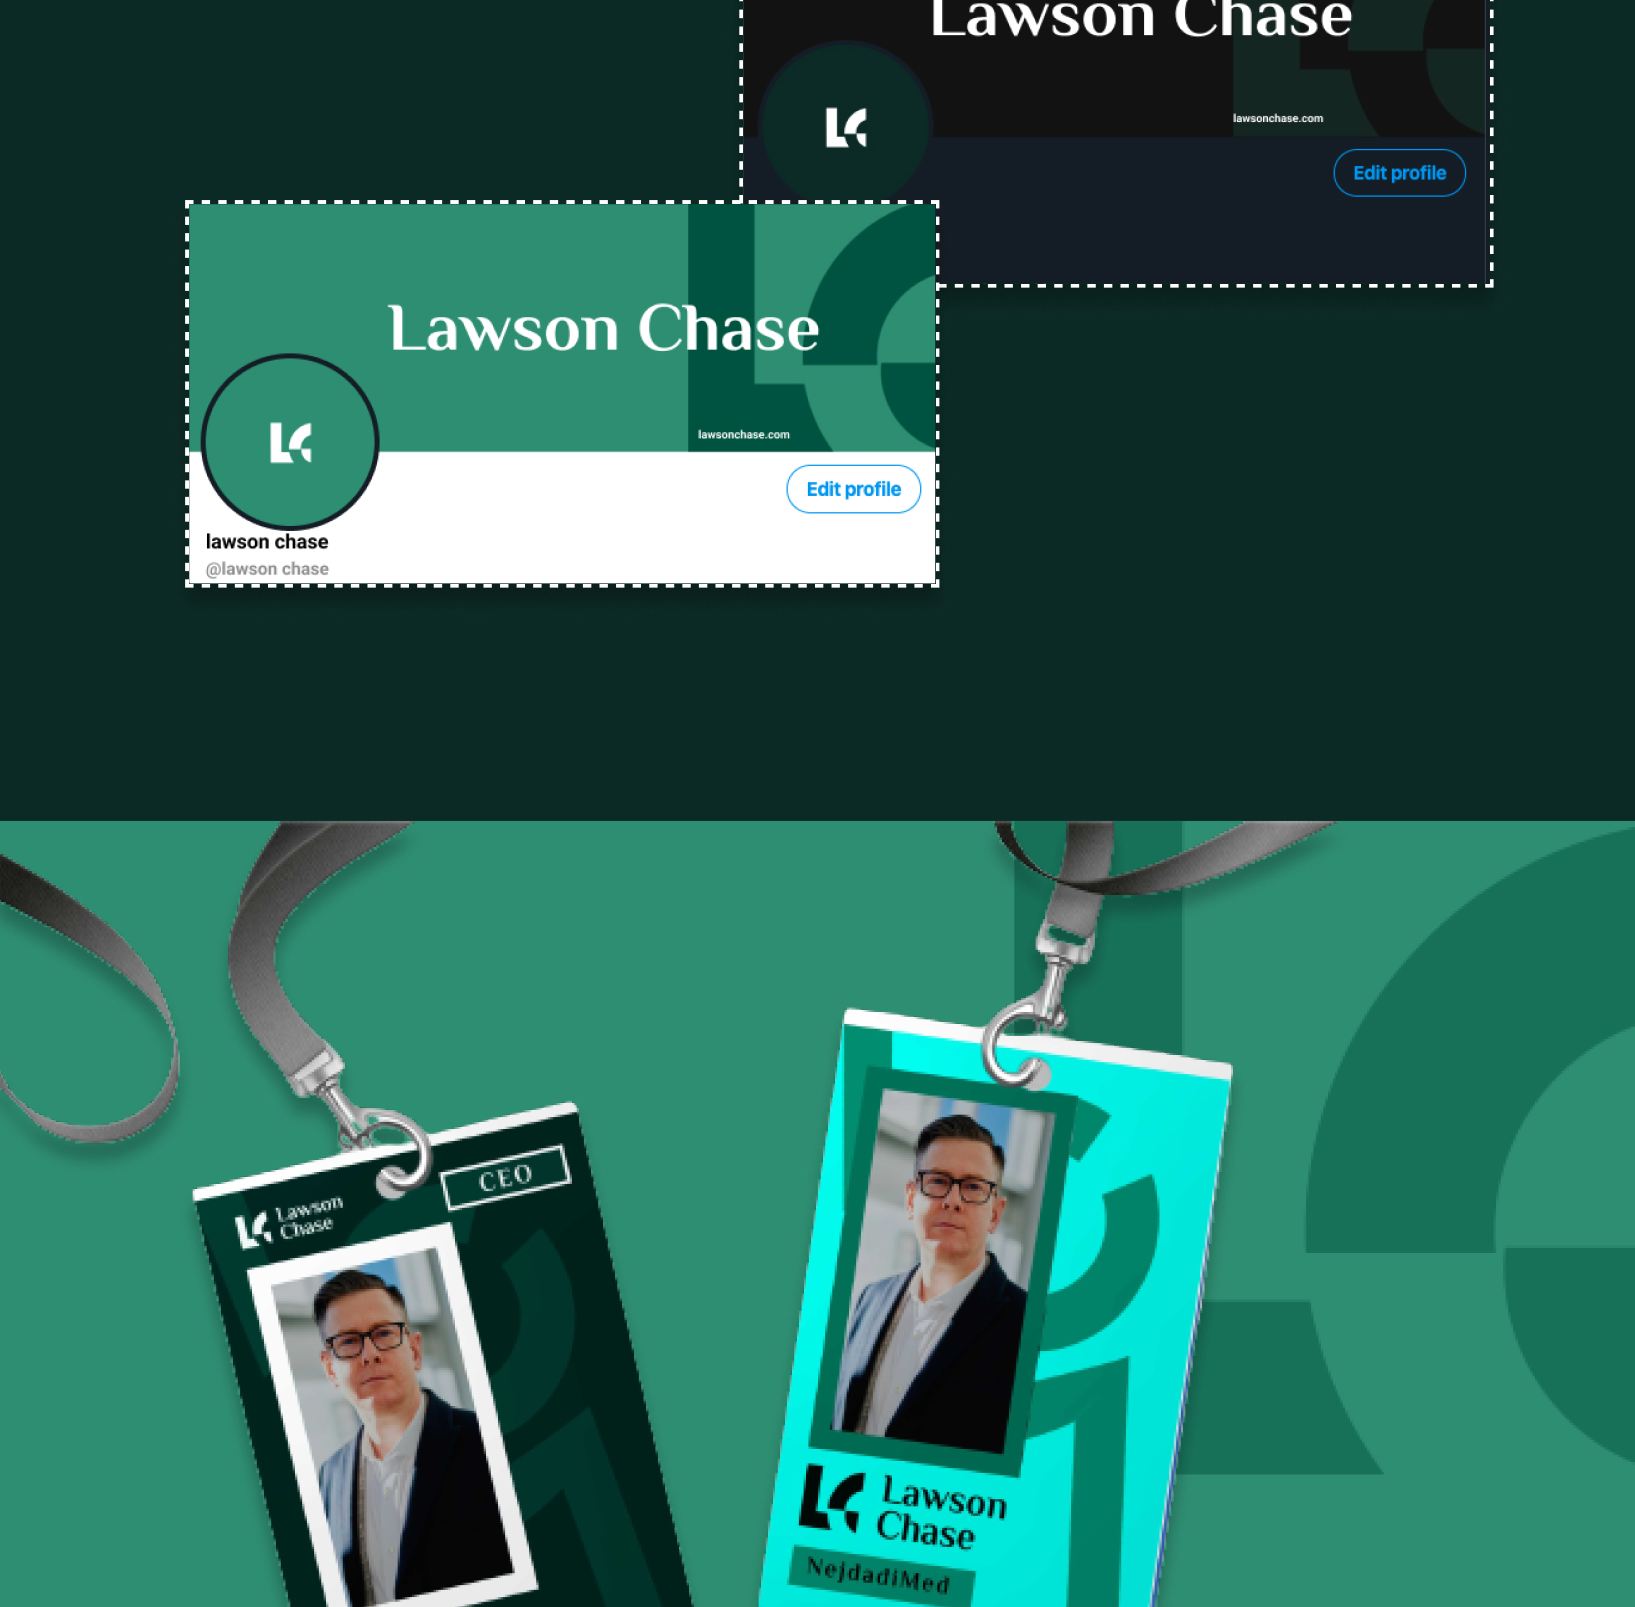 Lawson Chase
lawsonchase.com
Edit profile
Lawson Chase
lawsonchase.com
Edit profile
lawson chase
@lawson chase
Lawson
Chase
CEO
Lawson
Chase
NejdadiMed